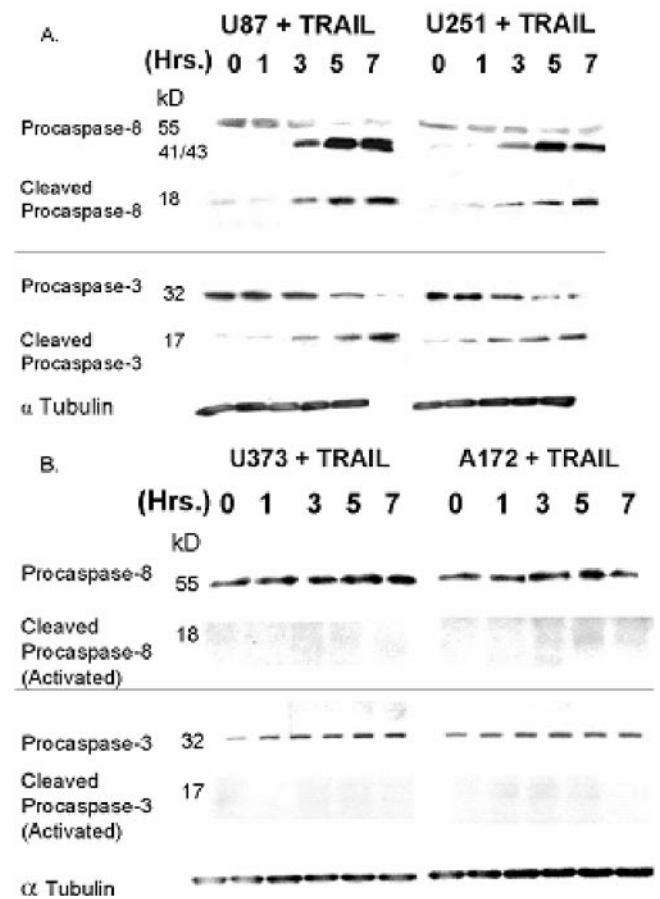 A.
U87 + TRAIL U251 + TRAIL
(Hrs.) 0 1 3 5 7 0 1 3 5 7
kD
Procaspase-8 55
41/43
Cleaved
Procaspase-8 18
Procaspase-3 32
Cleaved
Procaspase-3 17
α Tubulin
B.
U373 + TRAIL A172 + TRAIL
(Hrs.) 0 1 3 5 7 0 1 3 5 7
kD
Procaspase-8 55
Cleaved
Procaspase-8 18
(Activated)
Procaspase-3 32
Cleaved
Procaspase-3 17
(Activated)
α Tubulin